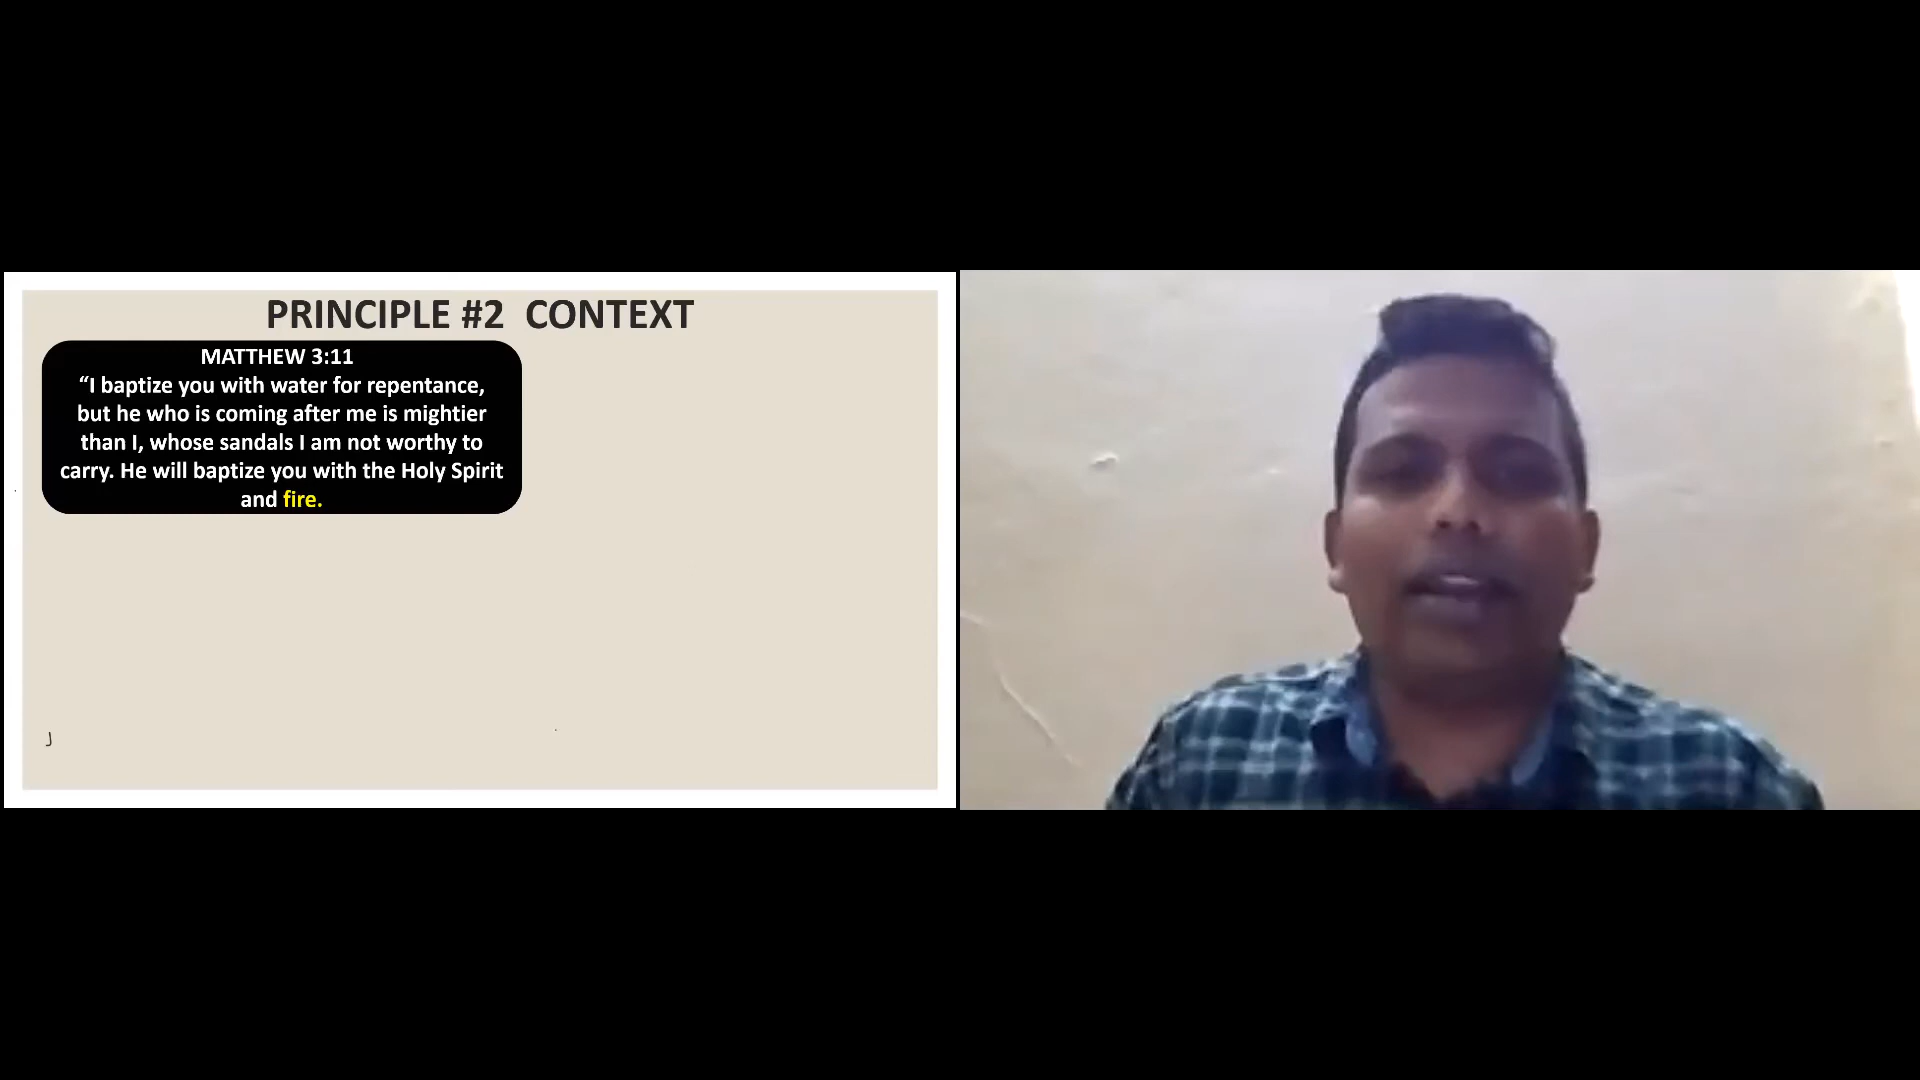 PRINCIPLE #2 CONTEXT
MATTHEW 3:11
“I baptize you with water for repentance,
but he who is coming after me is mightier
than I, whose sandals I am not worthy to
carry. He will baptize you with the Holy Spirit
and fire.
J